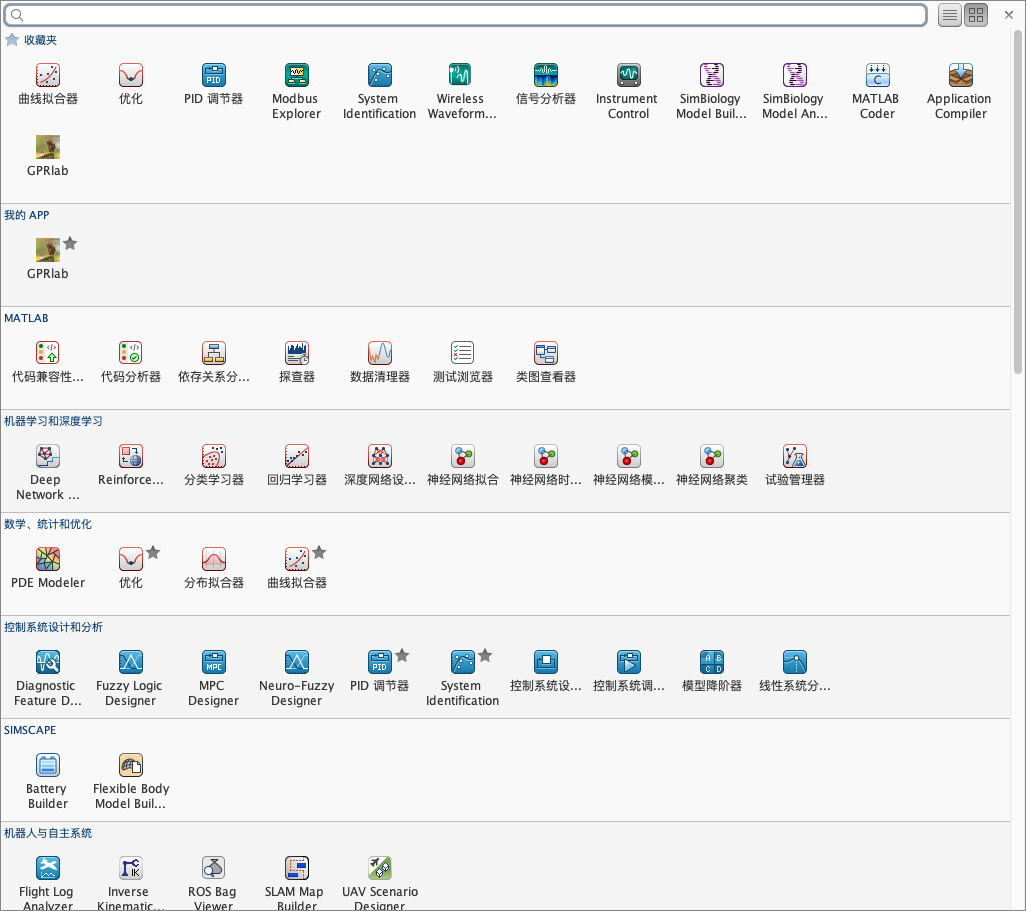 收藏夹
曲线拟合器 优化 PID 调节器 Modbus Explorer System Identification Wireless Waveform... 信号分析器 Instrument Control SimBiology Model Buil... SimBiology Model An... MATLAB Coder Application Compiler
GPRlab
我的 APP
GPRlab
MATLAB
代码兼容性... 代码分析器 依存关系分... 探查器 数据清理器 测试浏览器 类图查看器
机器学习和深度学习
Deep Network ... Reinforce... 分类学习器 回归学习器 深度网络设... 神经网络拟合 神经网络时... 神经网络模... 神经网络聚类 试验管理器
数学、统计和优化
PDE Modeler 优化 分布拟合器 曲线拟合器
控制系统设计和分析
Diagnostic Feature D... Fuzzy Logic Designer MPC Designer Neuro-Fuzzy Designer PID 调节器 System Identification 控制系统设... 控制系统调... 模型降阶器 线性系统分...
SIMSCAPE
Battery Builder Flexible Body Model Buil...
机器人与自主系统
Flight Log Analyzer Inverse Kinematic... ROS Bag Viewer SLAM Map Builder UAV Scenario Designer